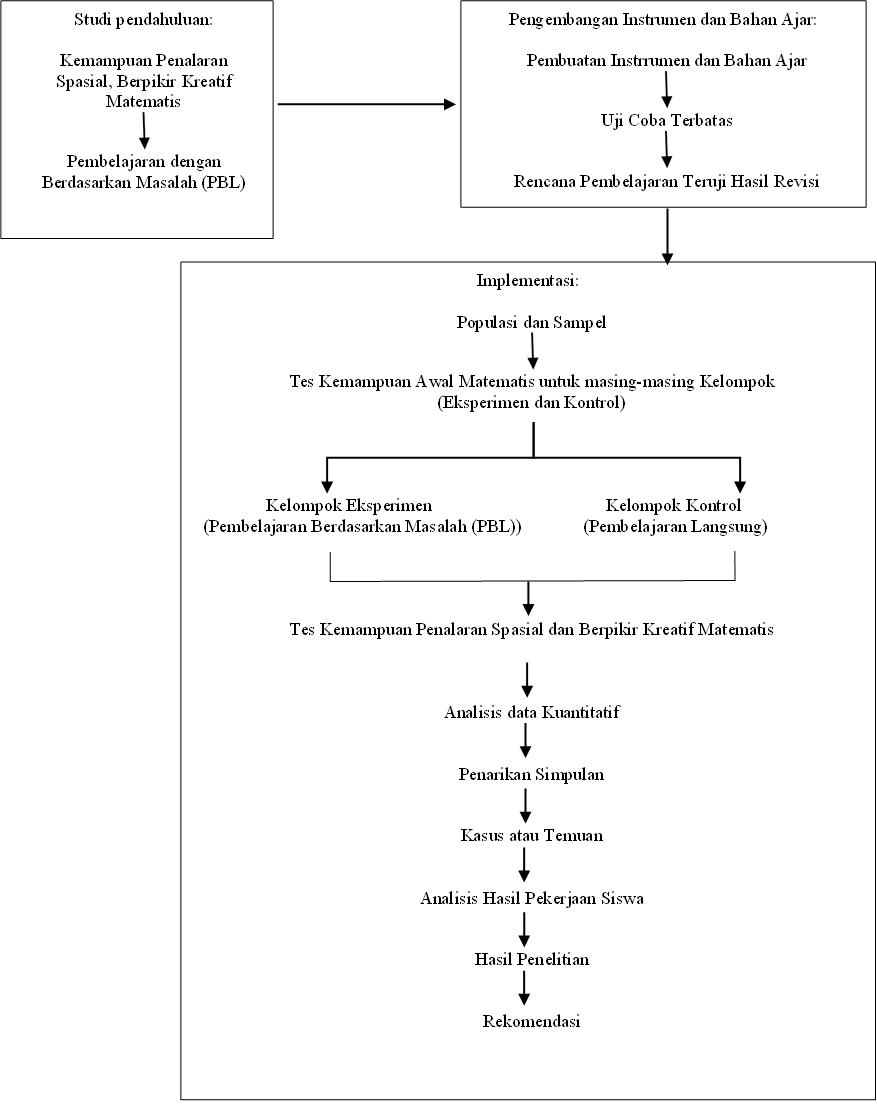 Studi pendahuluan:
Kemampuan Penalaran
Spasial, Berpikir Kreatif
Matematis
Pembelajaran dengan
Berdasarkan Masalah (PBL)
Pengembangan Instrumen dan Bahan Ajar:
Pembuatan Instrrumen dan Bahan Ajar
Uji Coba Terbatas
Rencana Pembelajaran Teruji Hasil Revisi
Implementasi:
Populasi dan Sampel
Tes Kemampuan Awal Matematis untuk masing-masing Kelompok
(Eksperimen dan Kontrol)
Kelompok Eksperimen
(Pembelajaran Berdasarkan Masalah (PBL))
Kelompok Kontrol
(Pembelajaran Langsung)
Tes Kemampuan Penalaran Spasial dan Berpikir Kreatif Matematis
Analisis data Kuantitatif
Penarikan Simpulan
Kasus atau Temuan
Analisis Hasil Pekerjaan Siswa
Hasil Penelitian
Rekomendasi